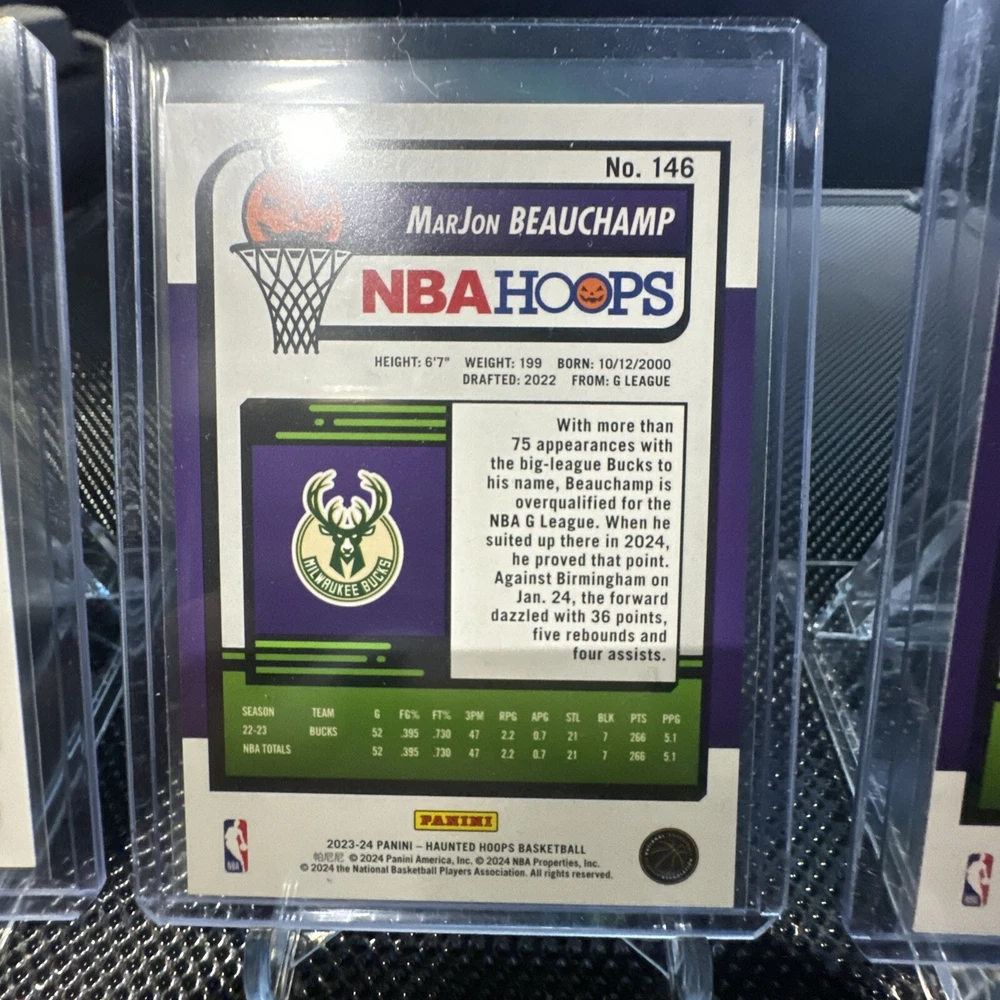 No. 146
MARJON BEAUCHAMP
NBA HOOPS
HEIGHT: 6'7" WEIGHT: 199 BORN: 10/12/2000
DRAFTED: 2022 FROM: G LEAGUE
With more than
75 appearances with
the big-league Bucks to
his name, Beauchamp is
overqualified for the
NBA G League. When he
suited up there in 2024,
he proved that point.
Against Birmingham on
Jan. 24, the forward
dazzled with 36 points,
five rebounds and
four assists.
MILWAUKEE BUCKS
SEASON TEAM G FG% FT% 3PM RPG APG STL BLK PTS PPG
22-23 BUCKS 52 .395 .730 47 2.2 0.7 21 7 266 5.1
NBA TOTALS 52 .395 .730 47 2.2 0.7 21 7 266 5.1
PANINI
2023-24 PANINI – HAUNTED HOOPS BASKETBALL
帕尼尼 © 2024 Panini America, Inc. © 2024 NBA Properties, Inc.
© 2024 the National Basketball Players Association. All rights reserved.
NBA